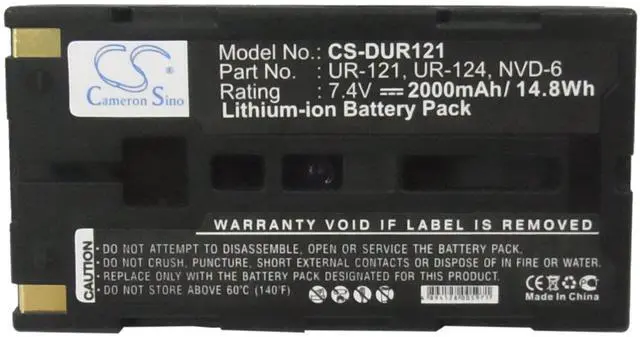 CS
Cameron Sino
Model No.: CS-DUR121
Part No. : UR-121, UR-124, NVD-6
Rating : 7.4V 2000mAh/ 14.8Wh
Lithium-ion Battery Pack
WARRANTY VOID IF LABEL IS REMOVED
CAUTION
• DO NOT ATTEMPT TO DISASSEMBLE, OPEN OR SERVICE THE BATTERY PACK.
• DO NOT CRUSH, PUNCTURE, SHORT EXTERNAL CONTACTS OR DISPOSE OF IN FIRE OR WATER.
• REPLACE ONLY WITH BATTERY PACK DESIGNATED FOR THIS EQUIPMENT.
• DO NOT STORE ABOVE 60°C (140°F)
CE
Made In China